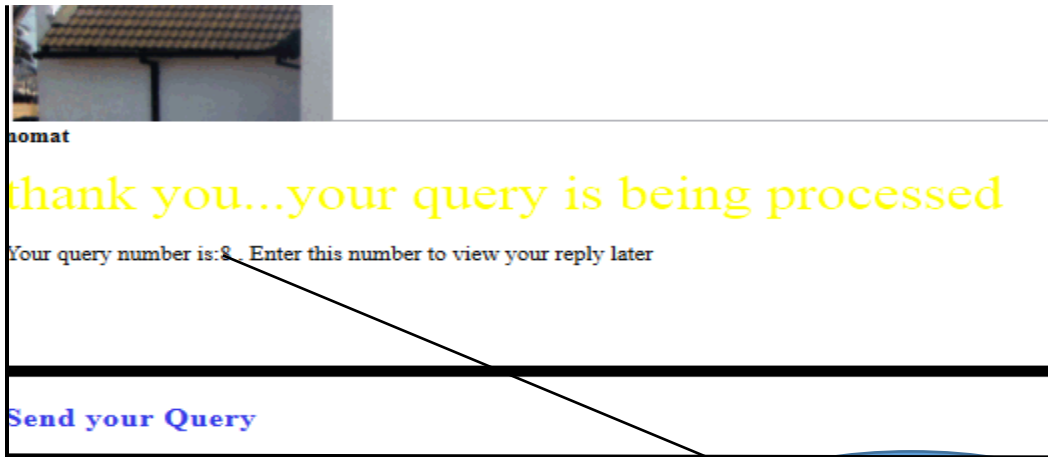 nomat
thank you...your query is being processed
Your query number is:8 . Enter this number to view your reply later
Send your Query